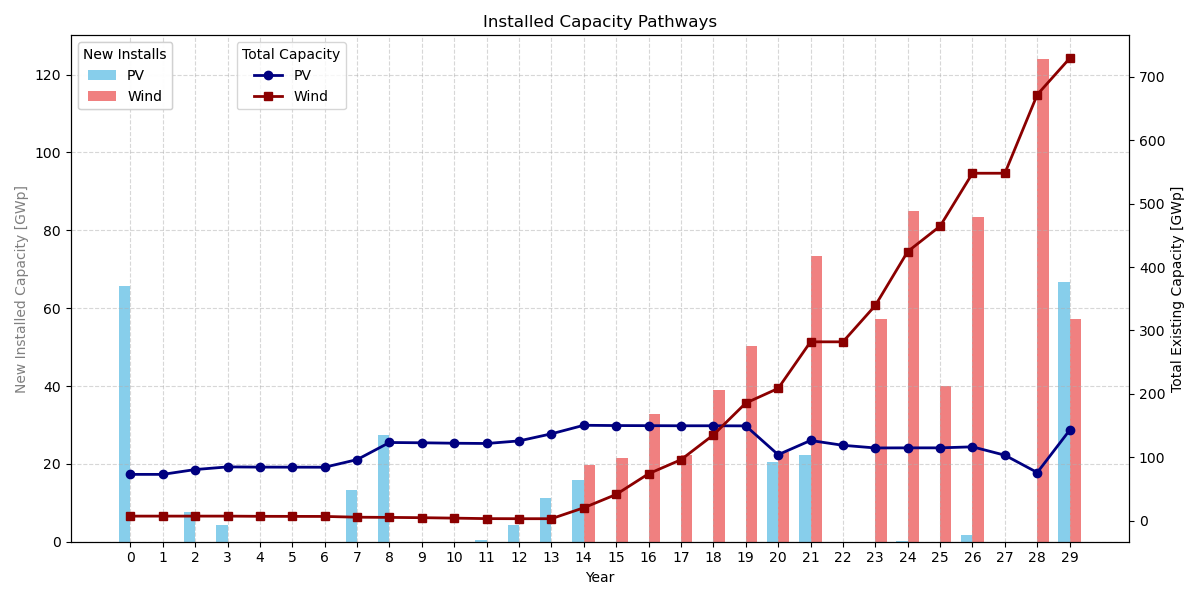 Installed Capacity Pathways
New Installs
PV
Wind
Total Capacity
PV
Wind
New Installed Capacity [GWp]
120
100
80
60
40
20
0
700
600
500
400
300
200
100
0
Total Existing Capacity [GWp]
0 1 2 3 4 5 6 7 8 9 10 11 12 13 14 15 16 17 18 19 20 21 22 23 24 25 26 27 28 29
Year